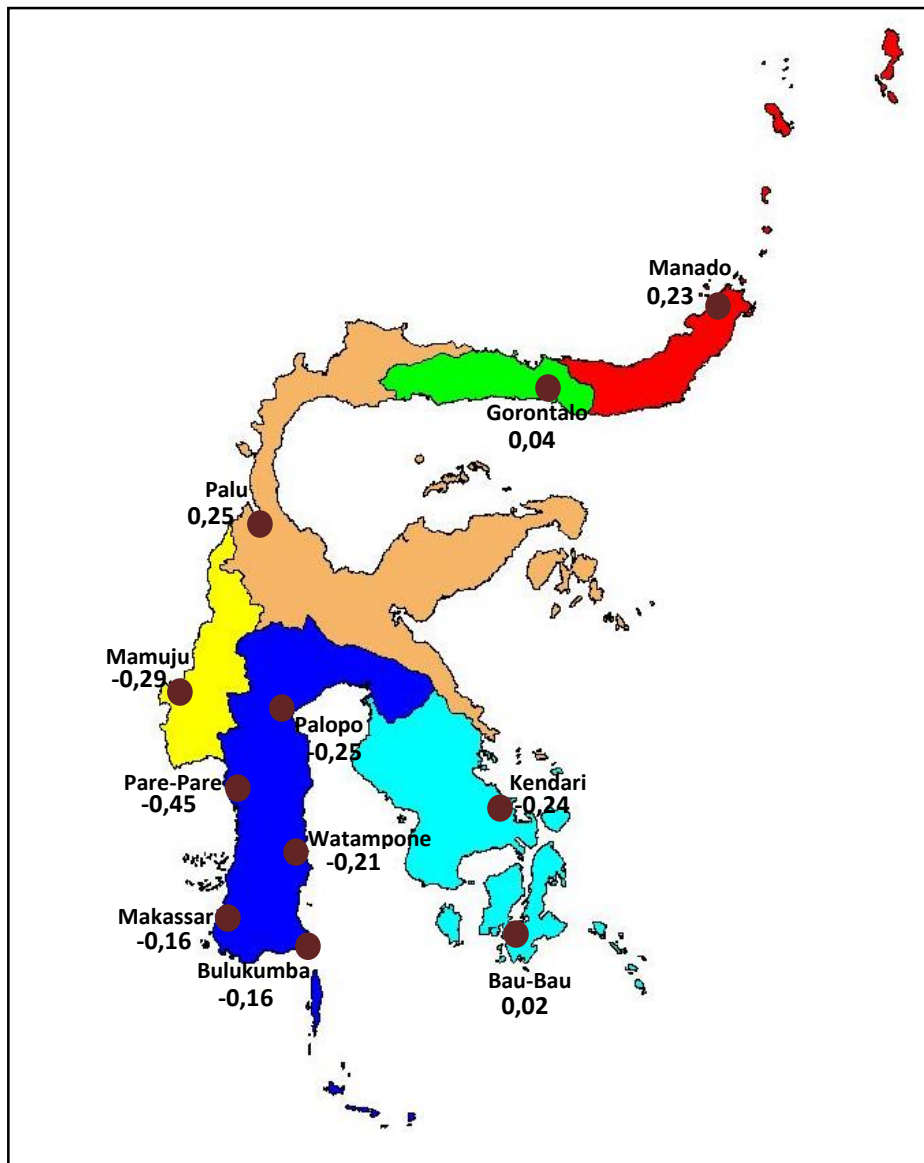 Manado
0,23
Gorontalo
0,04
Palu
0,25
Mamuju
-0,29
Palopo
-0,25
Pare-Pare
-0,45
Kendari
-0,24
Watampone
-0,21
Makassar
-0,16
Bulukumba
-0,16
Bau-Bau
0,02